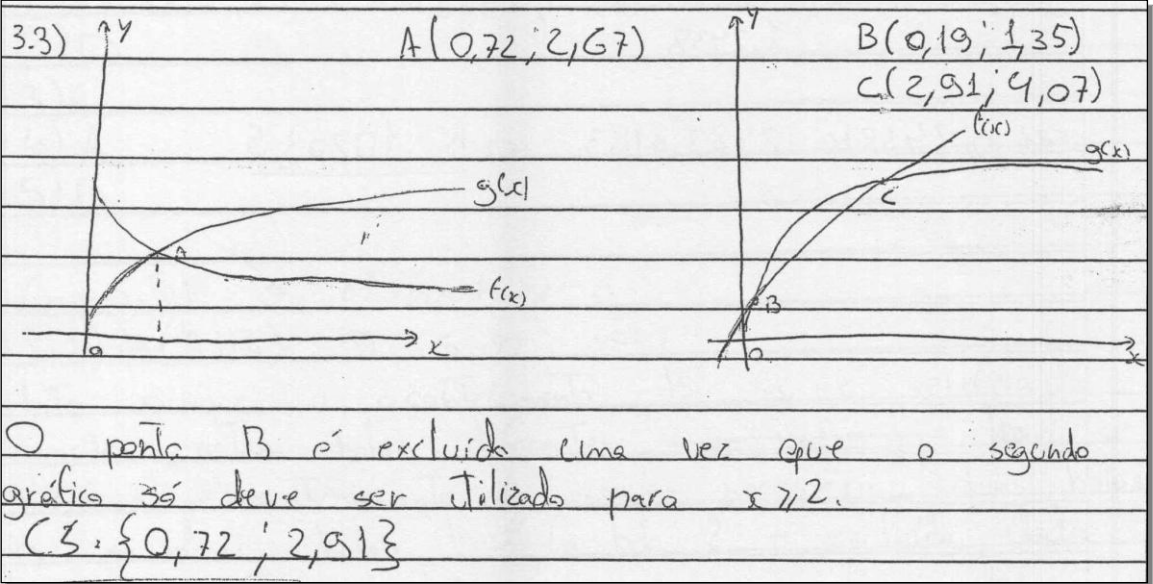 3.3) y A(0,72 ; 2,67) y B(0,19 ; 1,35)
C(2,91 ; 4,07)
f(x)
g(x)
g(x)
C
A
f(x)
B
x
O
O
x
O ponto B é excluído uma vez que o segundo
gráfico só deve ser utilizado para x⩾2.
CS:{0,72 ; 2,91}